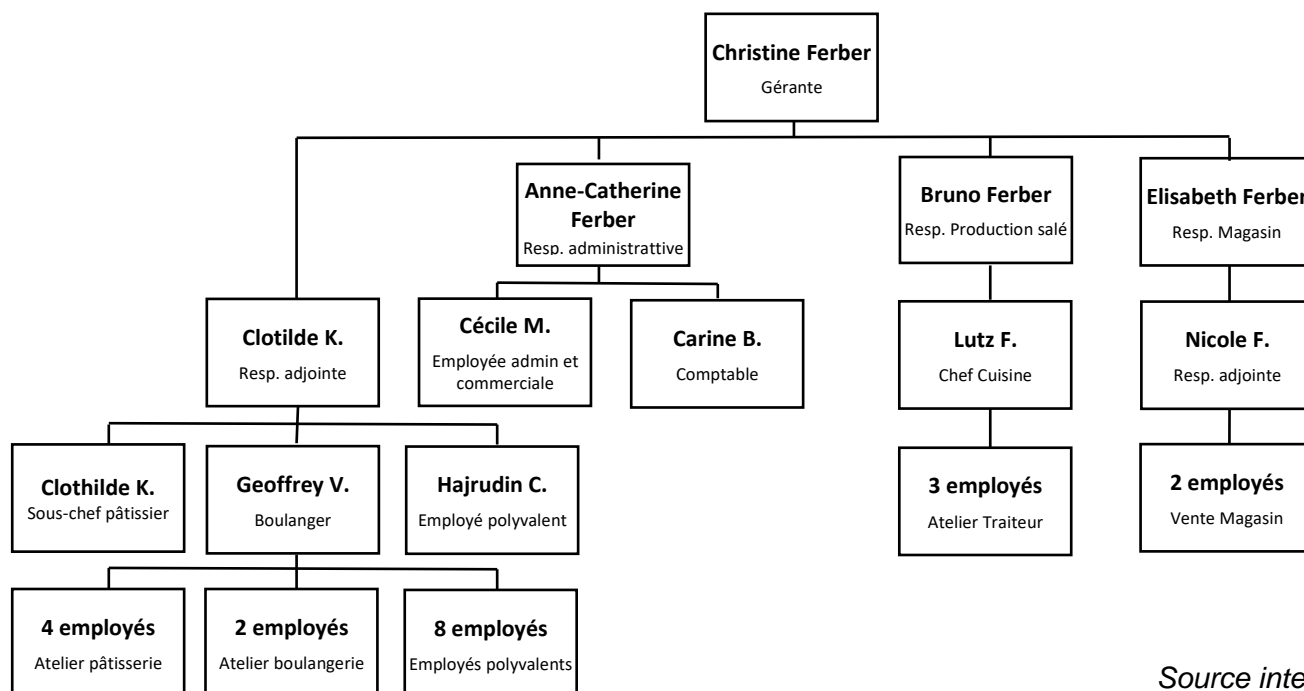 Christine Ferber
Gérante
Anne-Catherine
Ferber
Resp. administrattive
Bruno Ferber
Resp. Production salé
Elisabeth Ferber
Resp. Magasin
Clotilde K.
Resp. adjointe
Cécile M.
Employée admin et
commerciale
Carine B.
Comptable
Lutz F.
Chef Cuisine
Nicole F.
Resp. adjointe
Clothilde K.
Sous-chef pâtissier
Geoffrey V.
Boulanger
Hajrudin C.
Employé polyvalent
3 employés
Atelier Traiteur
2 employés
Vente Magasin
4 employés
Atelier pâtisserie
2 employés
Atelier boulangerie
8 employés
Employés polyvalents
Source inte